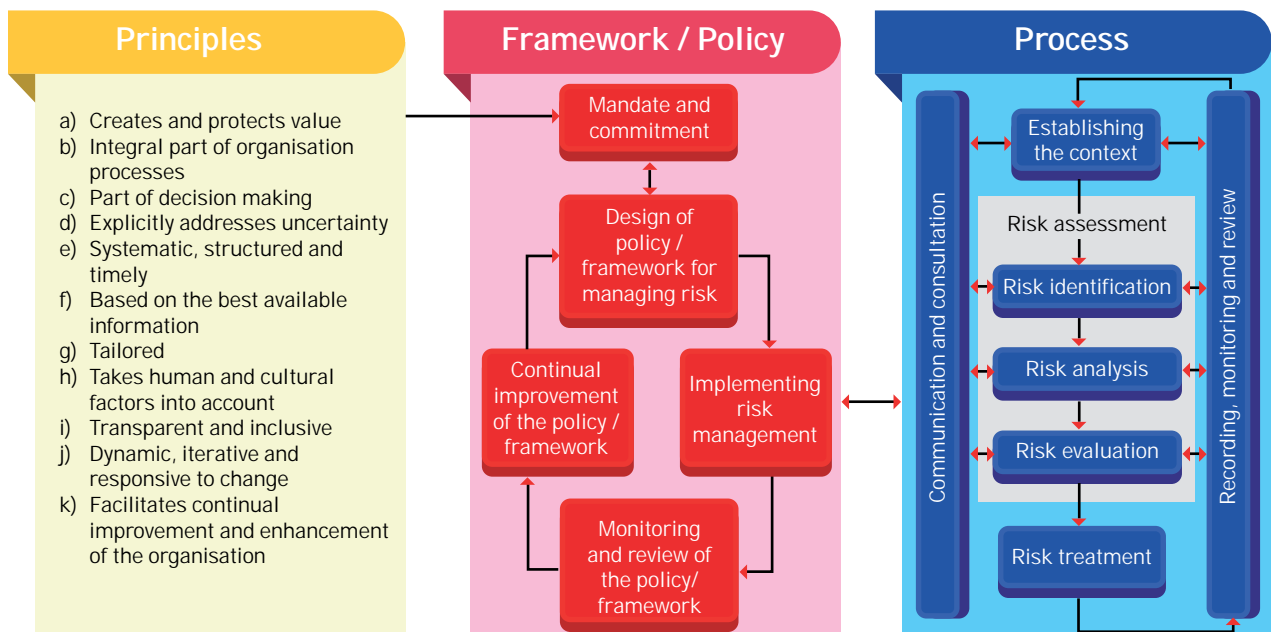 Principles
a) Creates and protects value
b) Integral part of organisation
processes
c) Part of decision making
d) Explicitly addresses uncertainty
e) Systematic, structured and
timely
f) Based on the best available
information
g) Tailored
h) Takes human and cultural
factors into account
i) Transparent and inclusive
j) Dynamic, iterative and
responsive to change
k) Facilitates continual
improvement and enhancement
of the organisation
Framework / Policy
Mandate and
commitment
Design of
policy /
framework for
managing risk
Continual
improvement
of the policy /
framework
Implementing
risk
management
Monitoring
and review of
the policy/
framework
Process
Communication and consultation
Establishing
the context
Risk assessment
Risk identification
Risk analysis
Risk evaluation
Risk treatment
Recording, monitoring and review